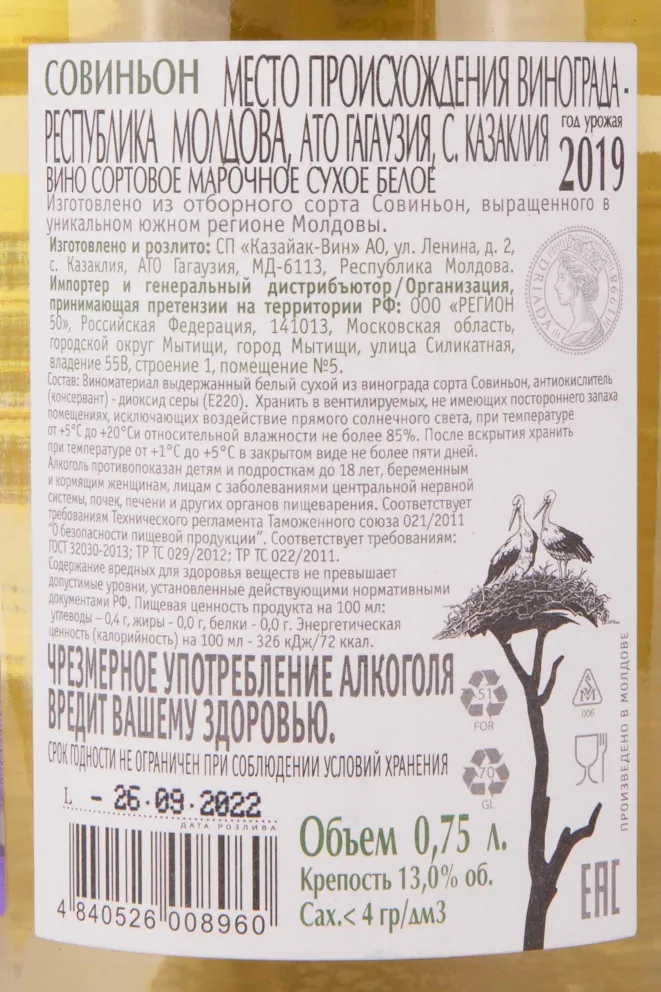 СОВИНЬОН МЕСТО ПРОИСХОЖДЕНИЯ ВИНОГРАДА -
РЕСПУБЛИКА МОЛДОВА, АТО ГАГАУЗИЯ, С. КАЗАКЛИЯ
год урожая
2019
ВИНО СОРТОВОЕ МАРОЧНОЕ СУХОЕ БЕЛОЕ
Изготовлено из отборного сорта Совиньон, выращенного в
уникальном южном регионе Молдовы.
Изготовлено и розлито: СП «Казайак-Вин» АО, ул. Ленина, д. 2,
с. Казаклия, АТО Гагаузия, МД-6113, Республика Молдова.
Импортер и генеральный дистрибъютор/Организация,
принимающая претензии на территории РФ: ООО «РЕГИОН
50», Российская Федерация, 141013, Московская область,
городской округ Мытищи, город Мытищи, улица Силикатная,
владение 55В, строение 1, помещение №5.
DRIADA
1998
Состав: Виноматериал выдержанный белый сухой из винограда сорта Совиньон, антиокислитель
(консервант) - диоксид серы (Е220). Хранить в вентилируемых, не имеющих постороннего запаха
помещениях, исключающих воздействие прямого солнечного света, при температуре
от +5°С до +20°Си относительной влажности не более 85%. После вскрытия хранить
при температуре от +1°С до +5°С в закрытом виде не более пяти дней.
Алкоголь противопоказан детям и подросткам до 18 лет, беременным
и кормящим женщинам, лицам с заболеваниями центральной нервной
системы, почек, печени и других органов пищеварения. Соответствует
требованиям Технического регламента Таможенного союза 021/2011
"О безопасности пищевой продукции". Соответствует требованиям:
ГОСТ 32030-2013; ТР ТС 029/2012; ТР ТС 022/2011.
Содержание вредных для здоровья веществ не превышает
допустимые уровни, установленные действующими нормативными
документами РФ. Пищевая ценность продукта на 100 мл:
углеводы – 0,4 г, жиры - 0,0 г, белки - 0,0 г. Энергетическая
ценность (калорийность) на 100 мл - 326 кДж/72 ккал.
ЧРЕЗМЕРНОЕ УПОТРЕБЛЕНИЕ АЛКОГОЛЯ
ВРЕДИТ ВАШЕМУ ЗДОРОВЬЮ.
СРОК ГОДНОСТИ НЕ ОГРАНИЧЕН ПРИ СОБЛЮДЕНИИ УСЛОВИЙ ХРАНЕНИЯ
51
FOR
70
GL
006
ПРОИЗВЕДЕНО В МОЛДОВЕ
L - 26.09.2022
ДАТА РОЗЛИВА
4 840526 008960
Объем 0,75 л.
Крепость 13,0% об.
Сах.< 4 гр/дм3
ЕАС